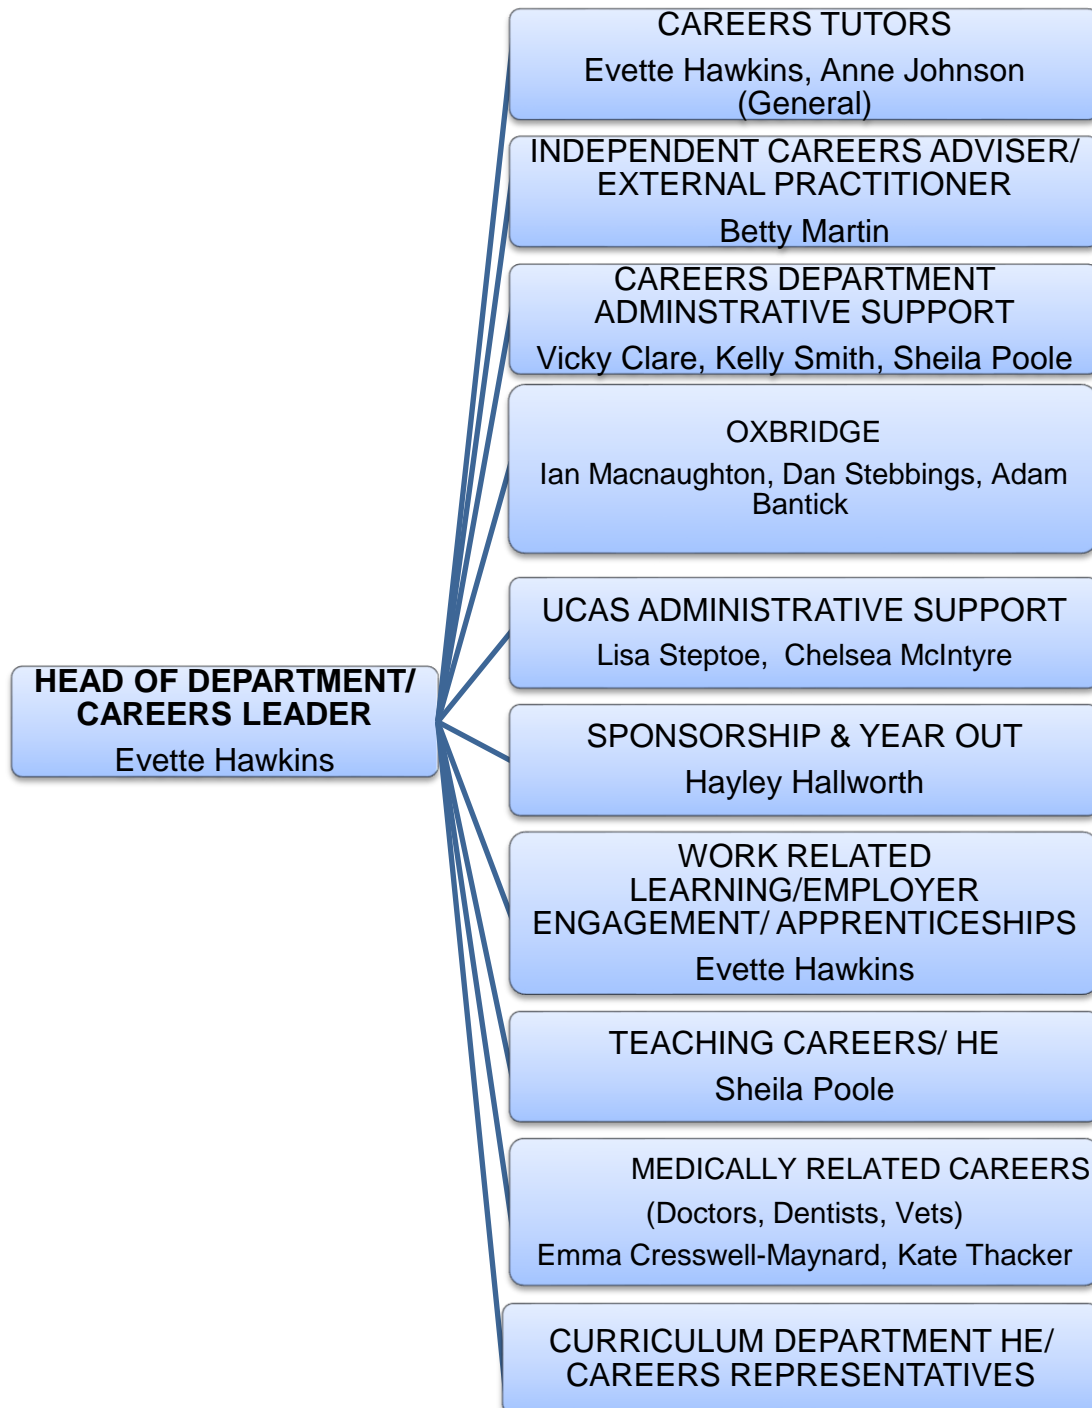 CAREERS TUTORS
Evette Hawkins, Anne Johnson
(General)
INDEPENDENT CAREERS ADVISER/
EXTERNAL PRACTITIONER
Betty Martin
CAREERS DEPARTMENT
ADMINSTRATIVE SUPPORT
Vicky Clare, Kelly Smith, Sheila Poole
OXBRIDGE
Ian Macnaughton, Dan Stebbings, Adam
Bantick
UCAS ADMINISTRATIVE SUPPORT
Lisa Steptoe, Chelsea McIntyre
HEAD OF DEPARTMENT/
CAREERS LEADER
Evette Hawkins
SPONSORSHIP & YEAR OUT
Hayley Hallworth
WORK RELATED
LEARNING/EMPLOYER
ENGAGEMENT/ APPRENTICESHIPS
Evette Hawkins
TEACHING CAREERS/ HE
Sheila Poole
MEDICALLY RELATED CAREERS
(Doctors, Dentists, Vets)
Emma Cresswell-Maynard, Kate Thacker
CURRICULUM DEPARTMENT HE/
CAREERS REPRESENTATIVES